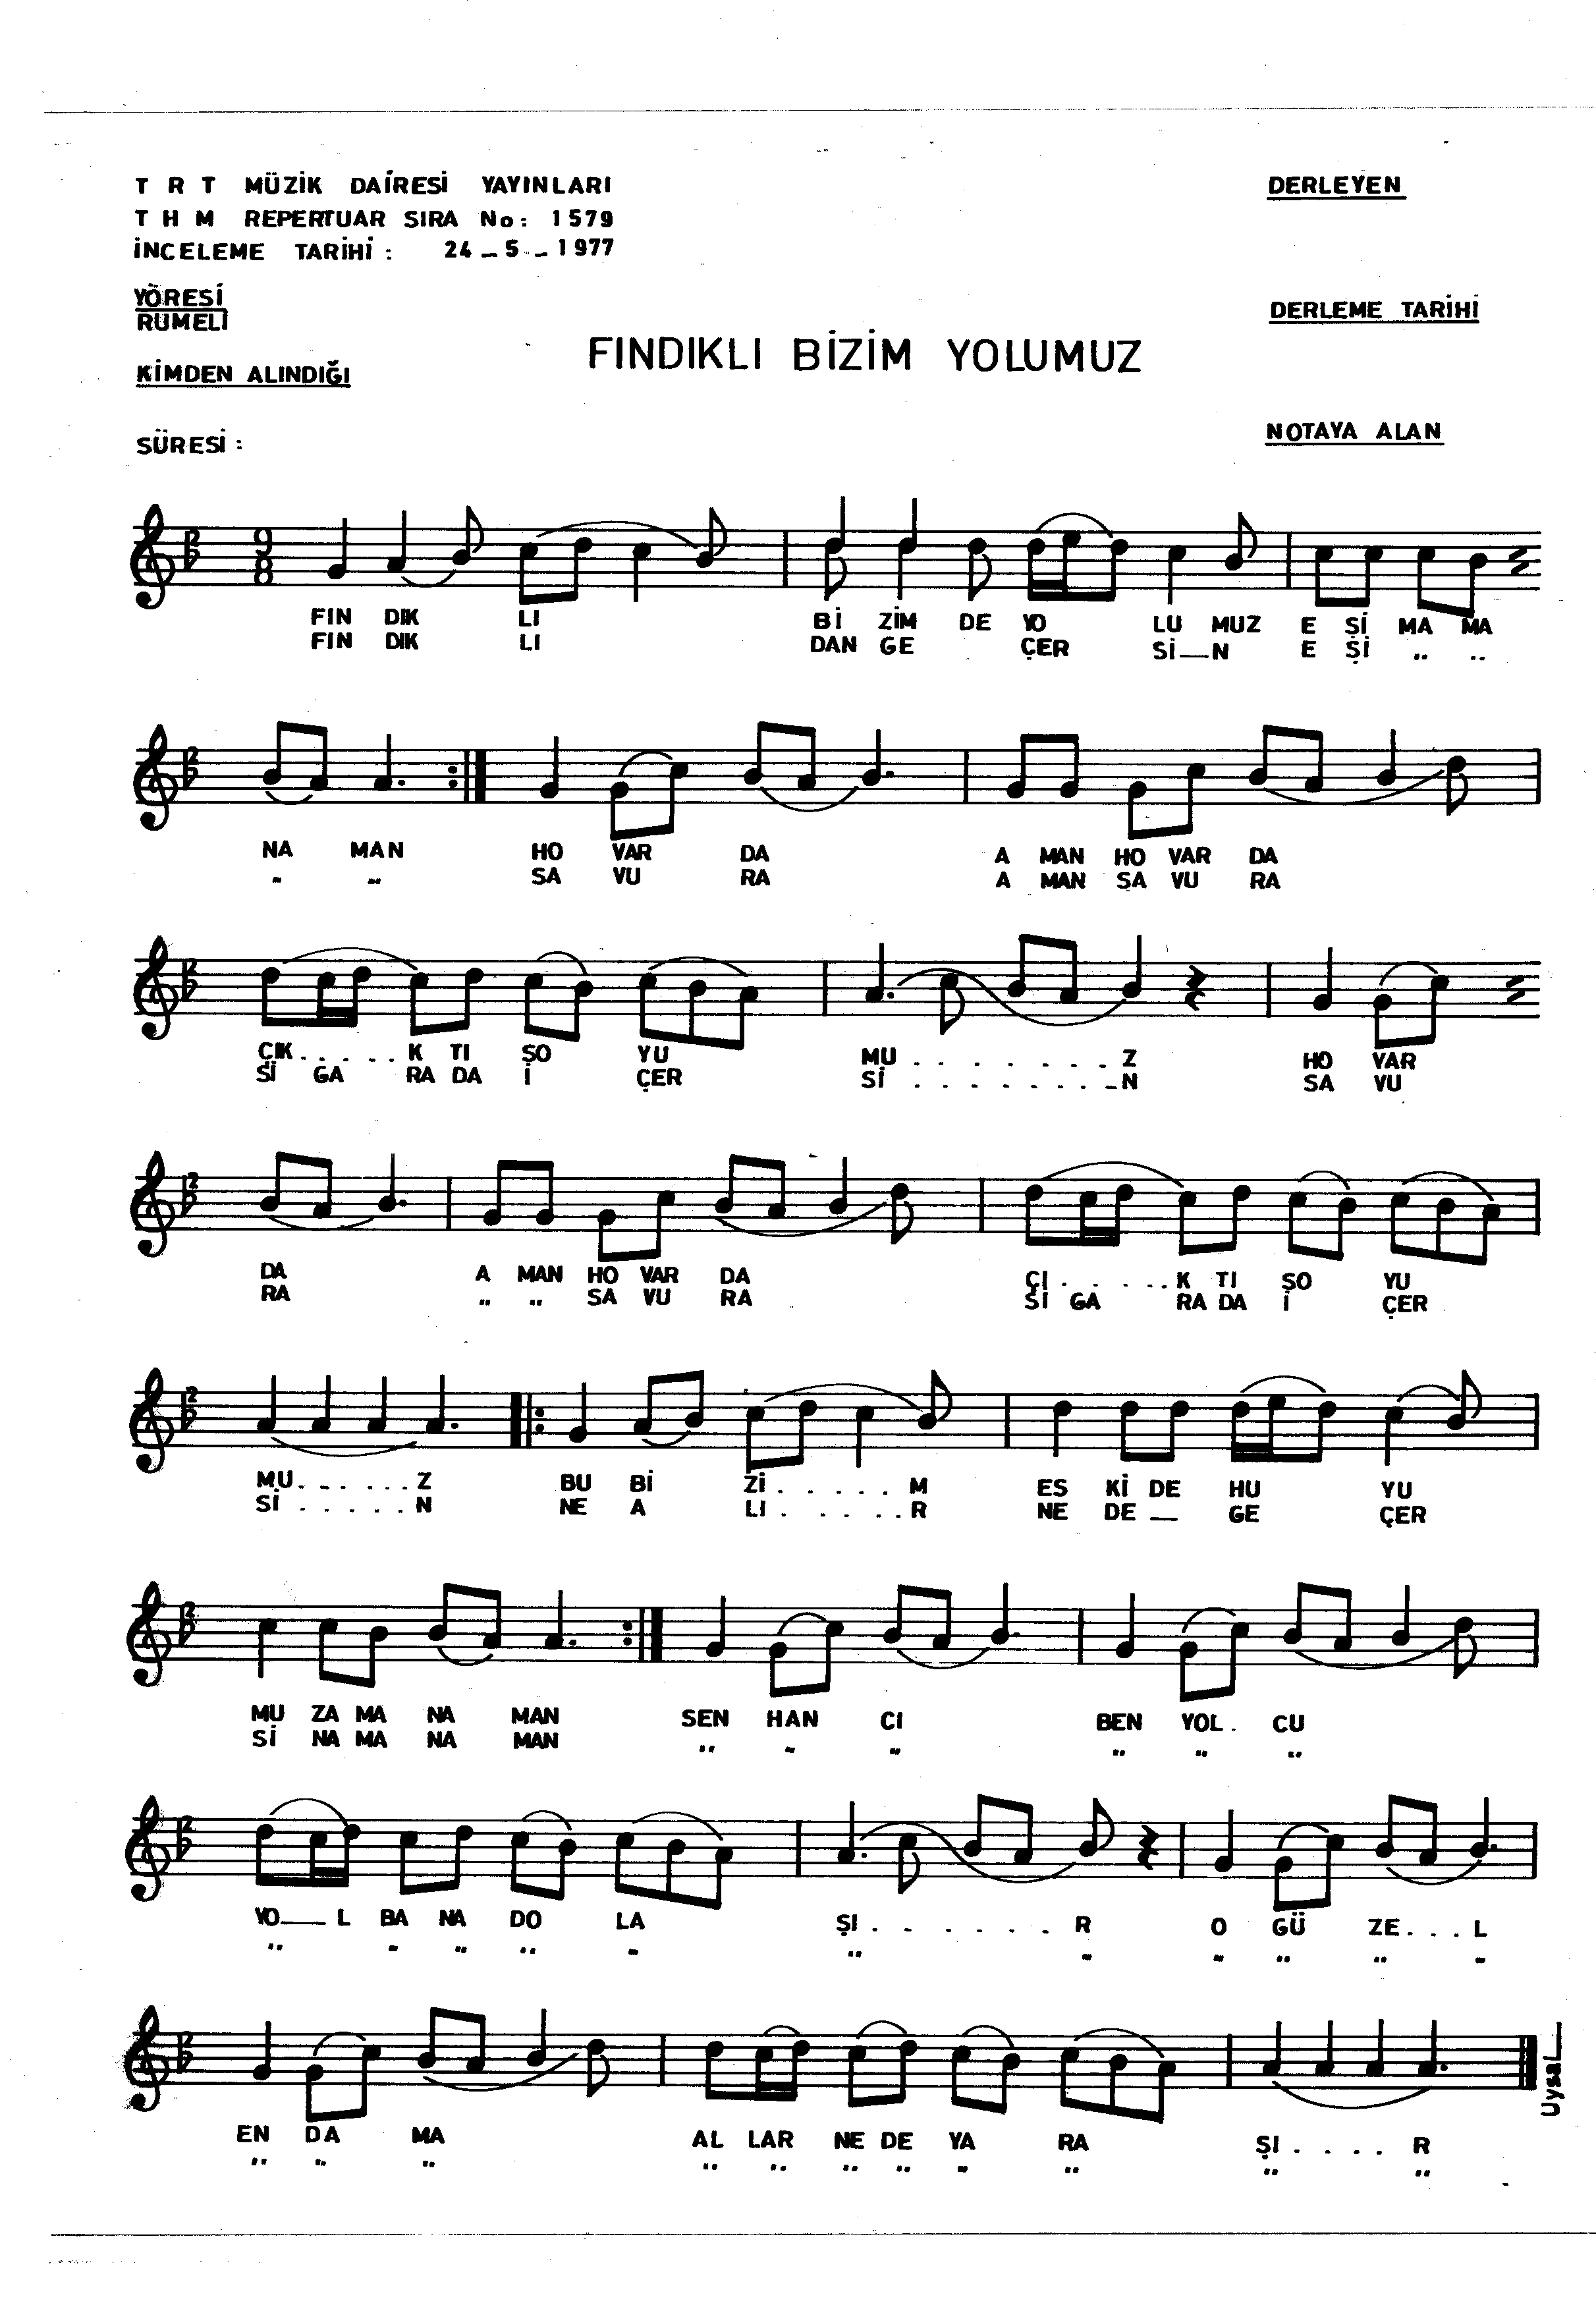 T R T MÜZİK DAİRESİ YAYINLARI
T H M REPERTUAR SIRA No: 1579
İNCELEME TARİHİ : 24 _ 5 _ 1977
YÖRESİ
RUMELİ
KİMDEN ALINDIĞI
SÜRESİ :
DERLEYEN
DERLEME TARİHİ
NOTAYA ALAN
FINDIKLI BİZİM YOLUMUZ
9
8
FIN DIK LI Bİ ZİM DE YO LU MUZ E Şİ MA MA
FIN DIK LI DAN GE ÇER Sİ__N E Şİ " "
NA MAN HO VAR DA A MAN HO VAR DA
" " SA VU RA A MAN SA VU RA
ÇIK. . . . . K TI ŞO YU MU . . . . . . . . Z HO VAR
Sİ GA RA DA İ ÇER Sİ . . . . . . . . _N SA VU
DA A MAN HO VAR DA ÇI . . . . . K TI ŞO YU
RA " " SA VU RA Sİ GA RA DA İ ÇER
MU. . . . . . Z BU Bİ Zİ . . . . . M ES Kİ DE HU YU
Sİ . . . . . N NE A LI . . . . . R NE DE __ GE ÇER
MU ZA MA NA MAN SEN HAN CI BEN YOL . CU
Sİ NA MA NA MAN " " " " " "
YO__ L BA NA DO LA ŞI . . . . . . R O GÜ ZE. . . L
" " " " " " " " " " "
EN DA MA AL LAR NE DE YA RA ŞI . . . . R
" " " " " " " " " " "
Uysal